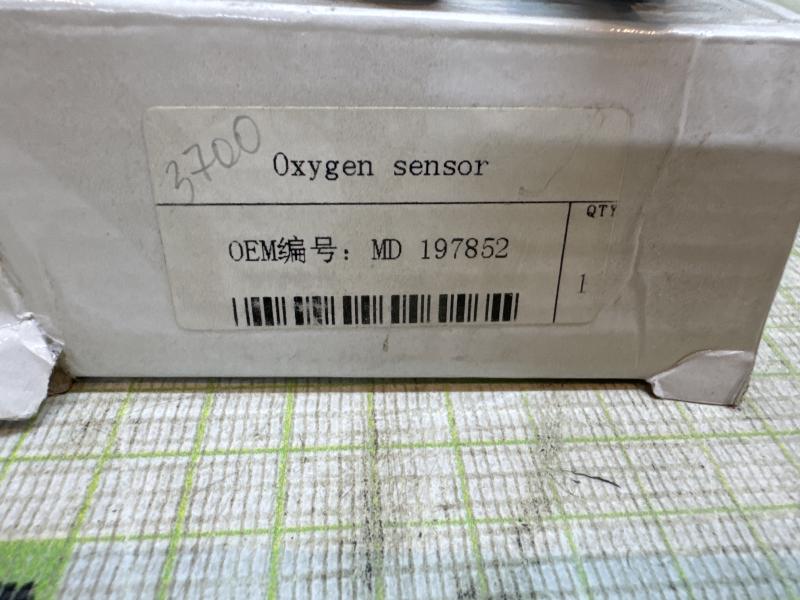 3700
Oxygen sensor
QTY
OEM编号: MD 197852
1